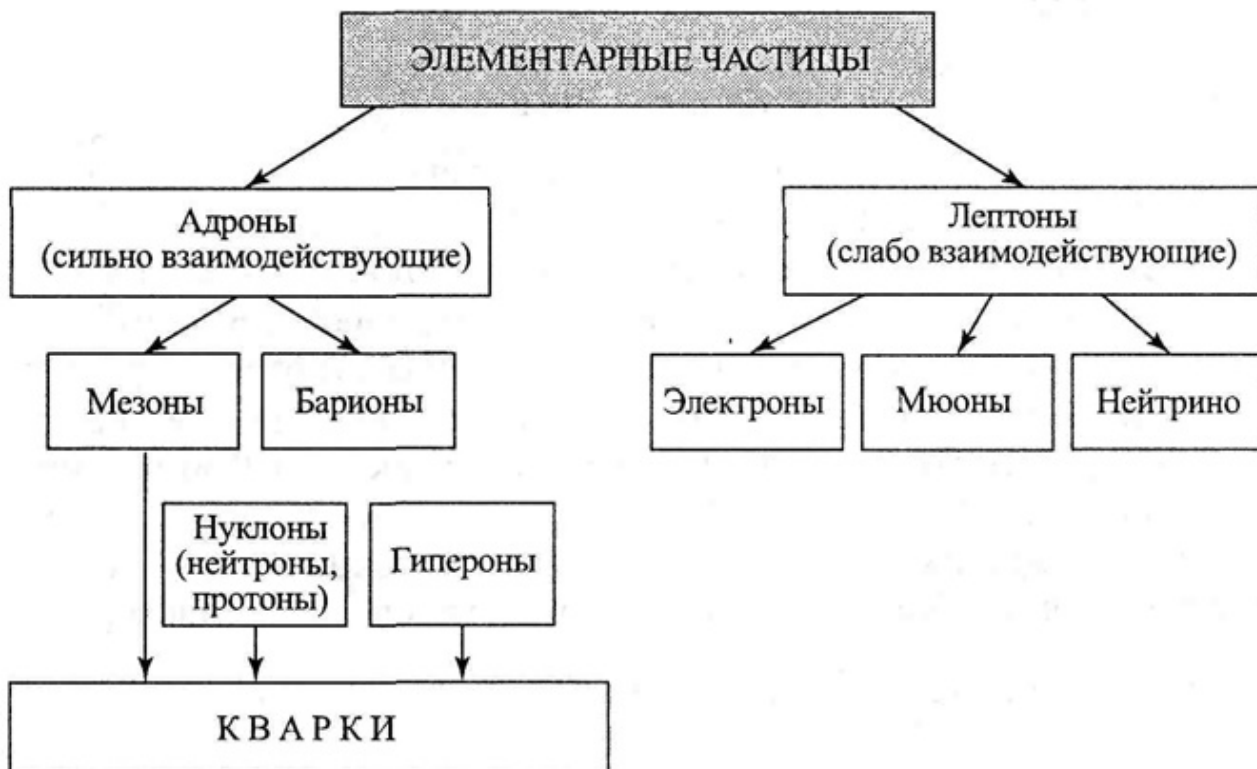 ЭЛЕМЕНТАРНЫЕ ЧАСТИЦЫ
Адроны
(сильно взаимодействующие)
Лептоны
(слабо взаимодействующие)
Мезоны
Барионы
Электроны
Мюоны
Нейтрино
Нуклоны
(нейтроны,
протоны)
Гипероны
КВАРКИ